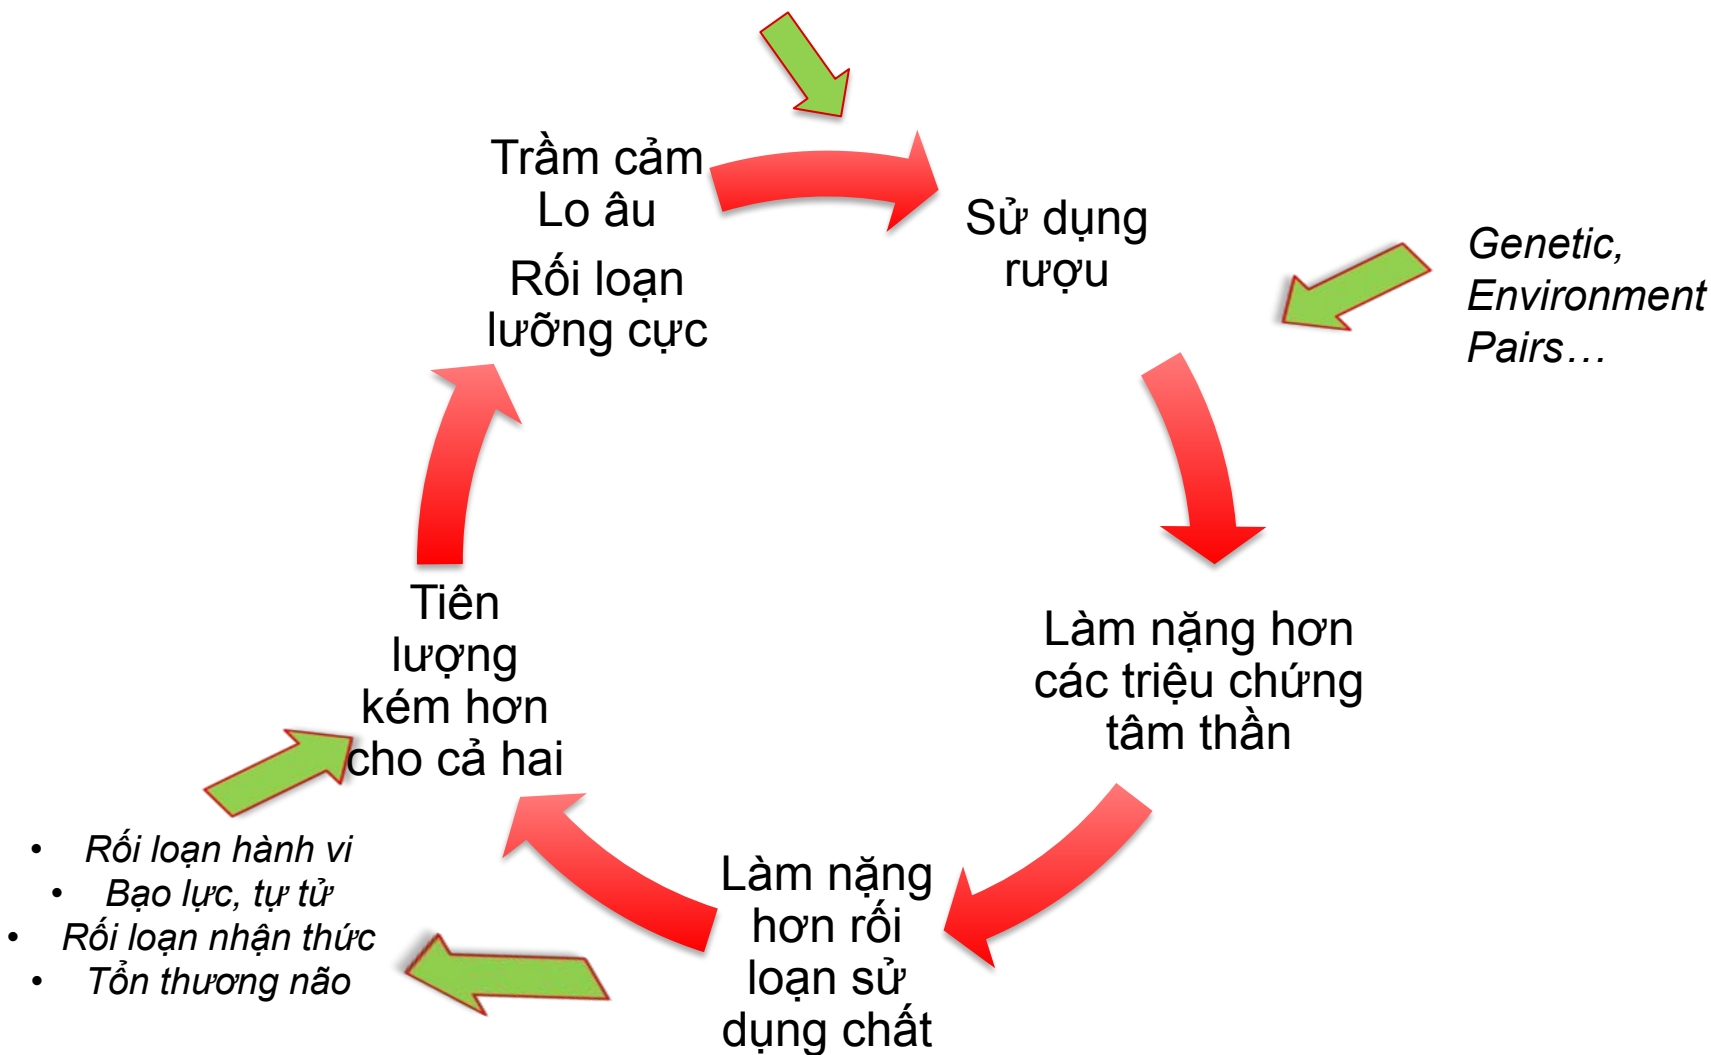 Trầm cảm
Lo âu
Rối loạn
lưỡng cực
Sử dụng
rượu
Genetic,
Environment
Pairs…
Làm nặng hơn
các triệu chứng
tâm thần
Làm nặng
hơn rối
loạn sử
dụng chất
Tiên
lượng
kém hơn
cho cả hai
• Rối loạn hành vi
• Bạo lực, tự tử
• Rối loạn nhận thức
• Tổn thương não